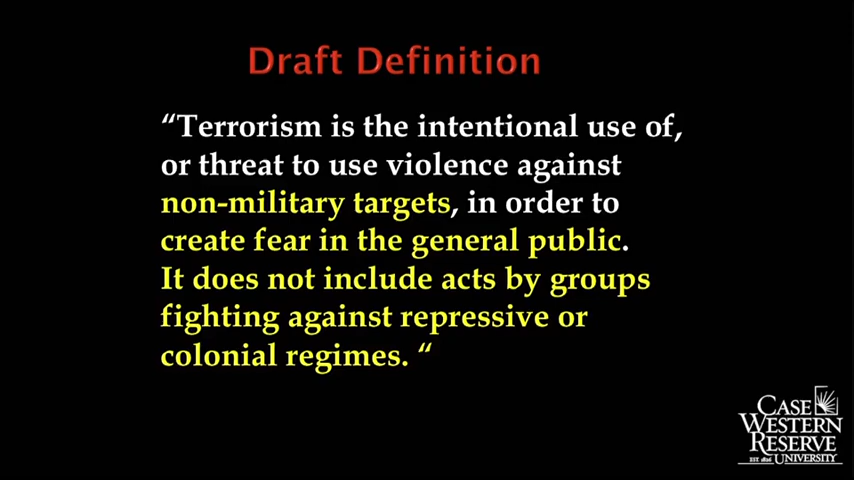 Draft Definition
“Terrorism is the intentional use of,
or threat to use violence against
non-military targets, in order to
create fear in the general public.
It does not include acts by groups
fighting against repressive or
colonial regimes. “
CASE
WESTERN
RESERVE
EST. 1826 UNIVERSITY